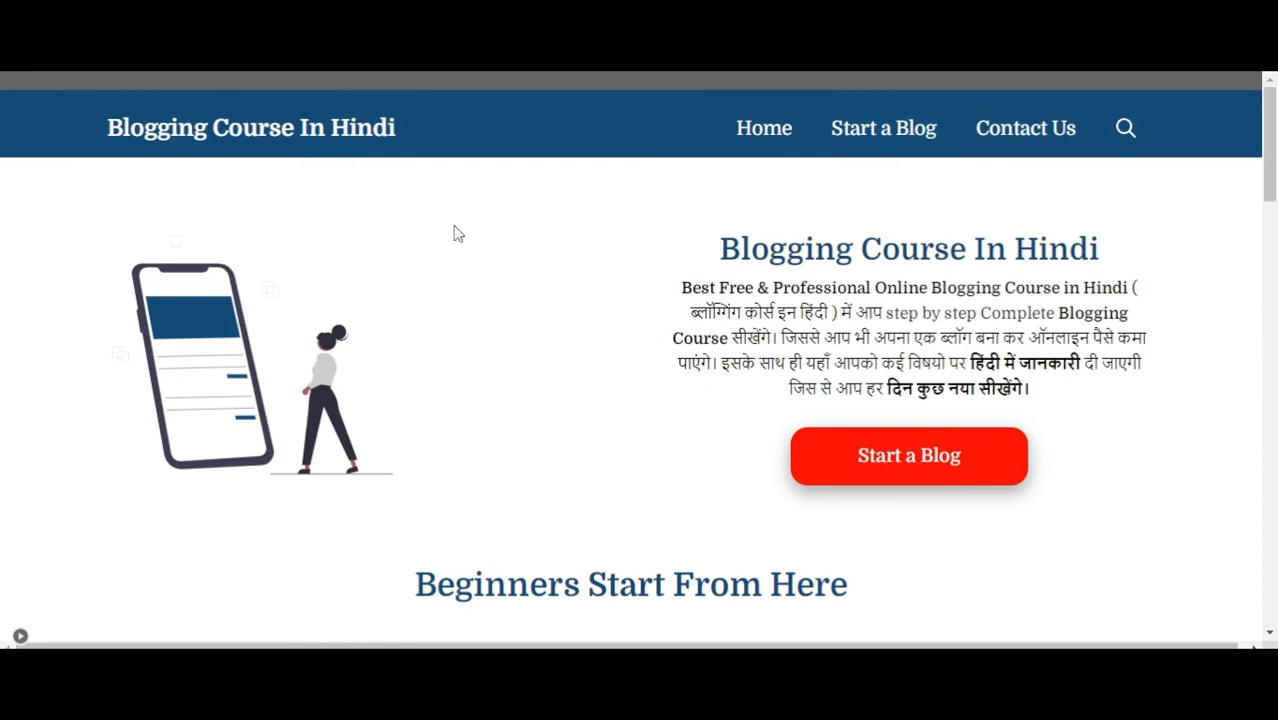 Blogging Course In Hindi
Home
Start a Blog
Contact Us
Blogging Course In Hindi
Best Free & Professional Online Blogging Course in Hindi (
ब्लॉग्गिंग कोर्स इन हिंदी ) में आप step by step Complete Blogging
Course सीखेंगे। जिससे आप भी अपना एक ब्लॉग बना कर ऑनलाइन पैसे कमा
पाएंगे। इसके साथ ही यहाँ आपको कई विषयो पर हिंदी में जानकारी दी जाएगी
जिस से आप हर दिन कुछ नया सीखेंगे।
Start a Blog
Beginners Start From Here